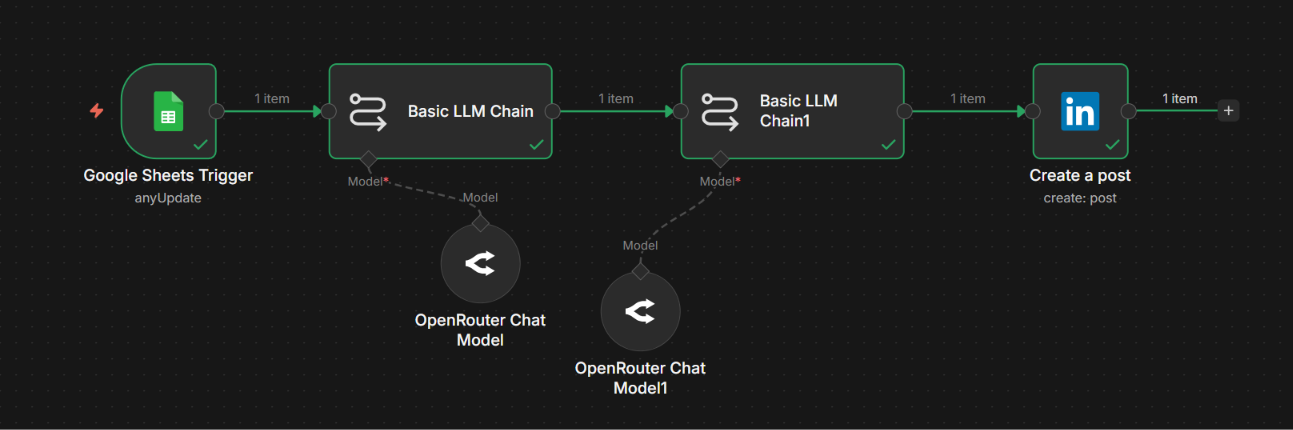 1 item
1 item
1 item
1 item
Basic LLM Chain
Basic LLM
Chain1
in
Google Sheets Trigger
anyUpdate
Model*
Model
Model*
Create a post
create: post
Model
OpenRouter Chat
Model
OpenRouter Chat
Model1